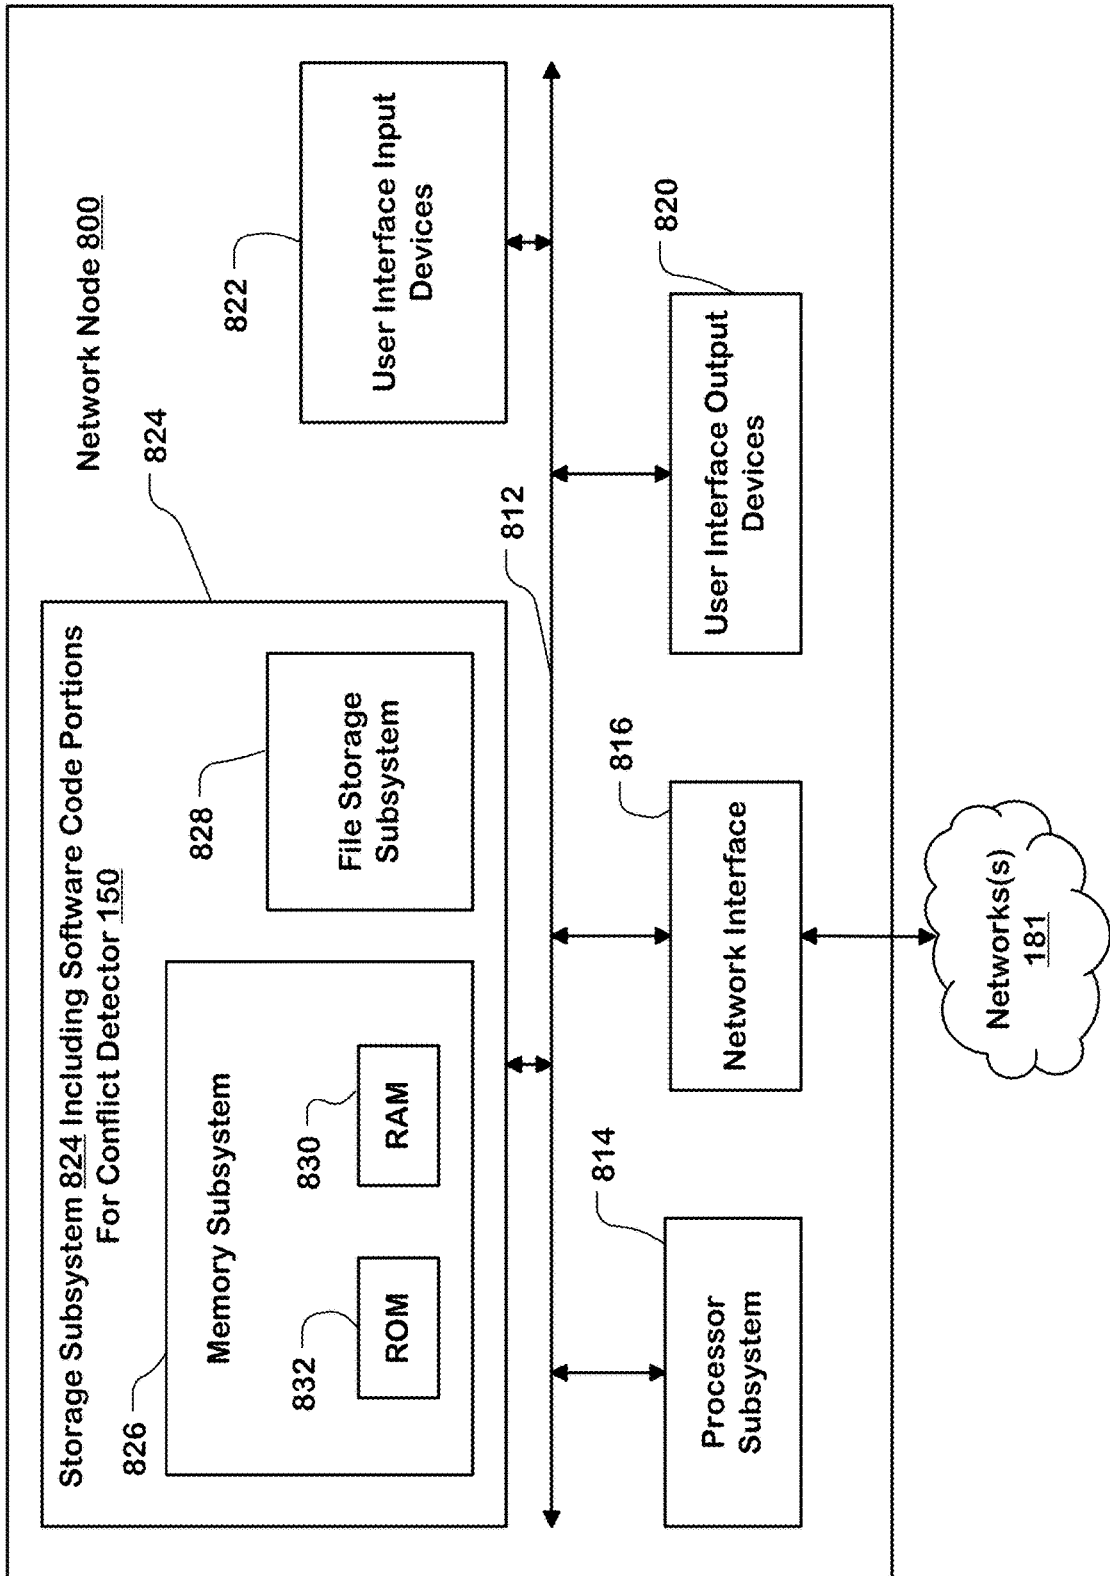 Network Node 800
824
Storage Subsystem 824 Including Software Code Portions
For Conflict Detector 150
826
Memory Subsystem
832
ROM
830
RAM
828
File Storage
Subsystem
822
User Interface Input
Devices
812
814
Processor
Subsystem
816
Network Interface
820
User Interface Output
Devices
Networks(s)
181